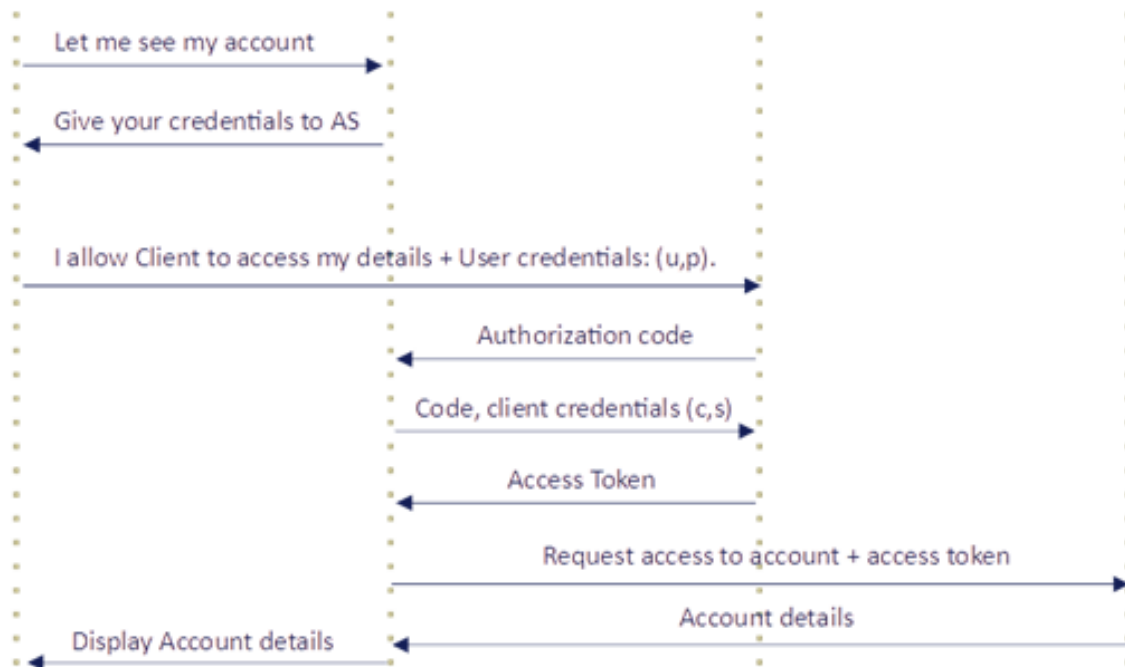 Let me see my account
Give your credentials to AS
I allow Client to access my details + User credentials: (u,p).
Authorization code
Code, client credentials (c,s)
Access Token
Request access to account + access token
Account details
Display Account details